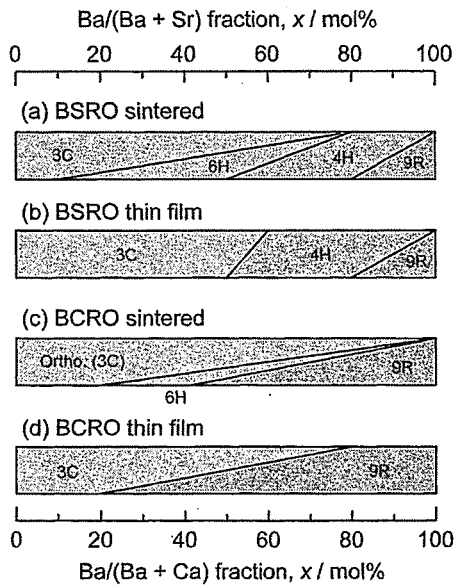 Ba/(Ba + Sr) fraction, x / mol%
0 20 40 60 80 100
(a) BSRO sintered
3C 6H 4H 9R
(b) BSRO thin film
3C 4H 9R
(c) BCRO sintered
Ortho. (3C) 9R
6H
(d) BCRO thin film
3C 9R
0 20 40 60 80 100
Ba/(Ba + Ca) fraction, x / mol%